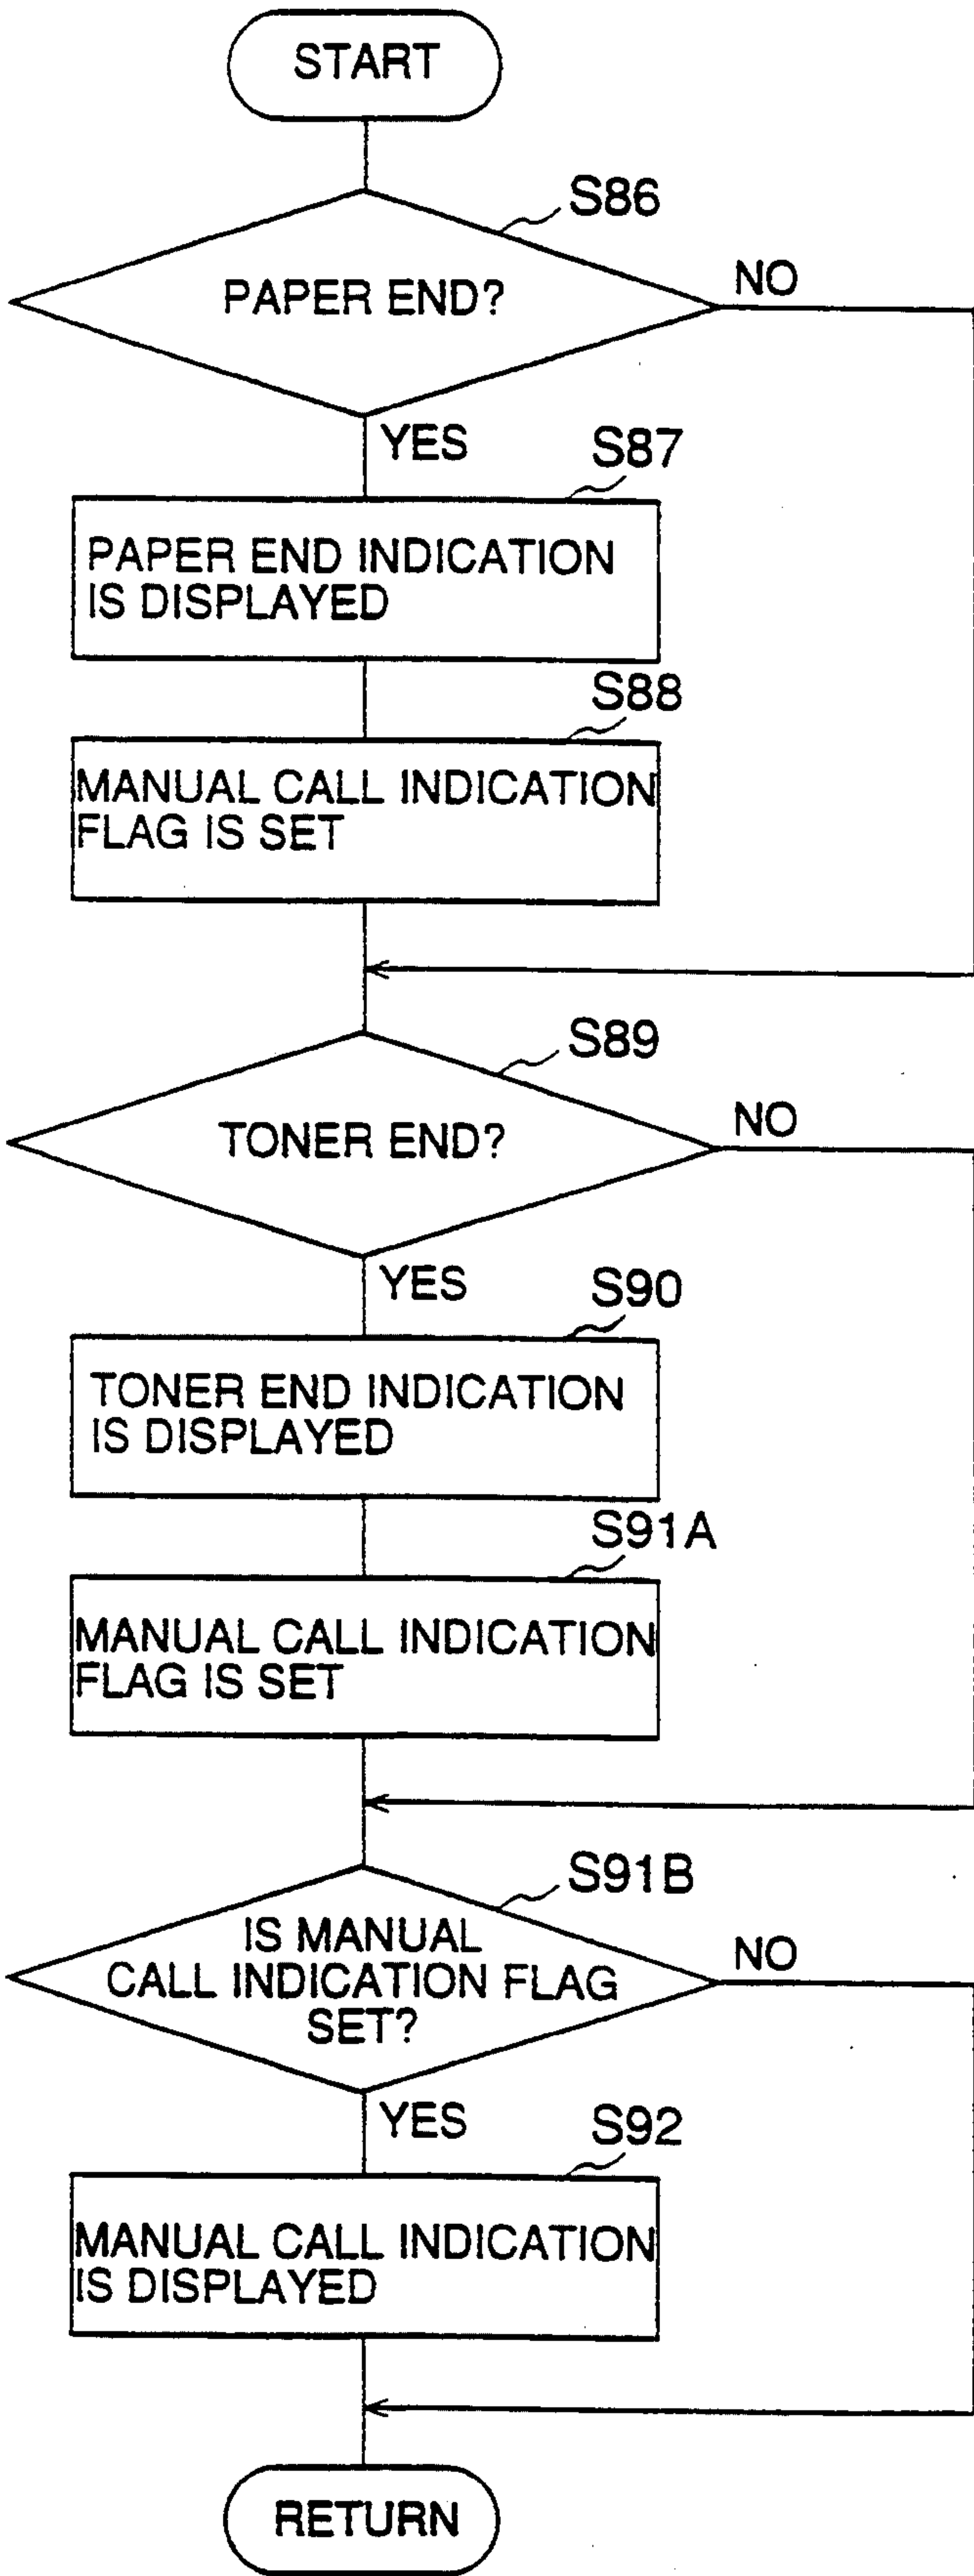 START
S86
PAPER END?
NO
YES
S87
PAPER END INDICATION
IS DISPLAYED
S88
MANUAL CALL INDICATION
FLAG IS SET
S89
TONER END?
NO
YES
S90
TONER END INDICATION
IS DISPLAYED
S91A
MANUAL CALL INDICATION
FLAG IS SET
S91B
IS MANUAL
CALL INDICATION FLAG
SET?
NO
YES
S92
MANUAL CALL INDICATION
IS DISPLAYED
RETURN